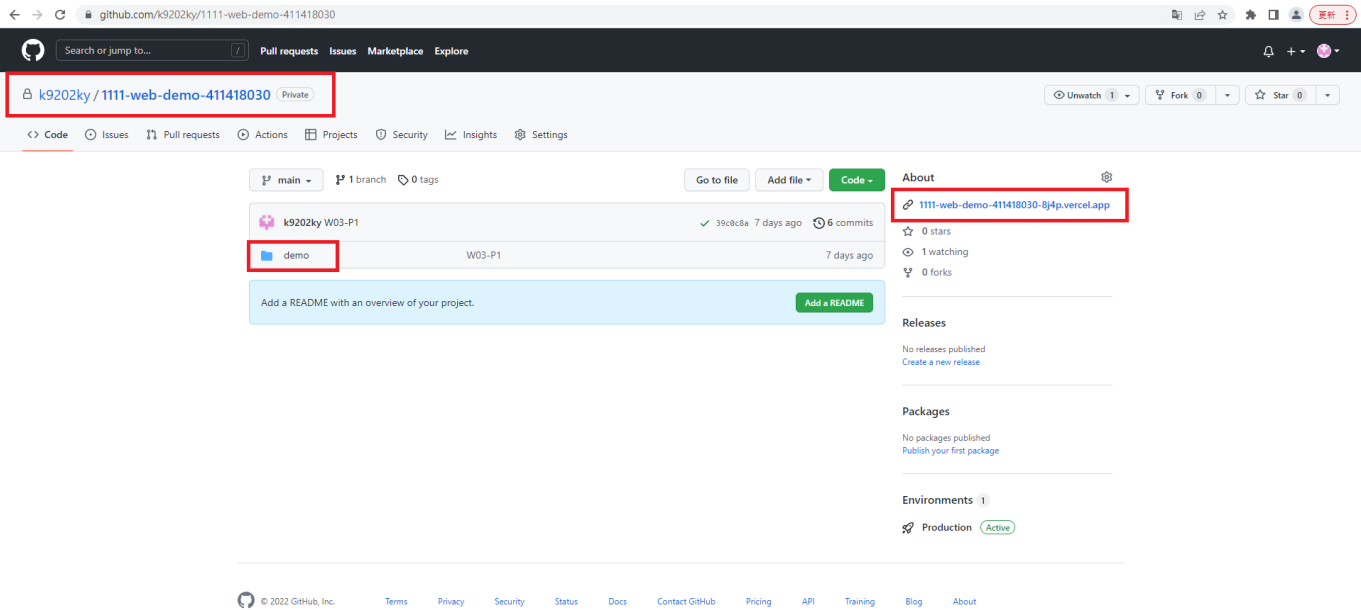 github.com/k9202ky/1111-web-demo-411418030
更新
Search or jump to...
/
Pull requests Issues Marketplace Explore
k9202ky / 1111-web-demo-411418030 Private
Unwatch 1
Fork 0
Star 0
Code Issues Pull requests Actions Projects Security Insights Settings
main 1 branch 0 tags
Go to file Add file Code
k9202ky W03-P1 39c0c8a 7 days ago 6 commits
demo W03-P1 7 days ago
Add a README with an overview of your project. Add a README
About
1111-web-demo-411418030-8j4p.vercel.app
0 stars
1 watching
0 forks
Releases
No releases published
Create a new release
Packages
No packages published
Publish your first package
Environments 1
Production Active
© 2022 GitHub, Inc. Terms Privacy Security Status Docs Contact GitHub Pricing API Training Blog About